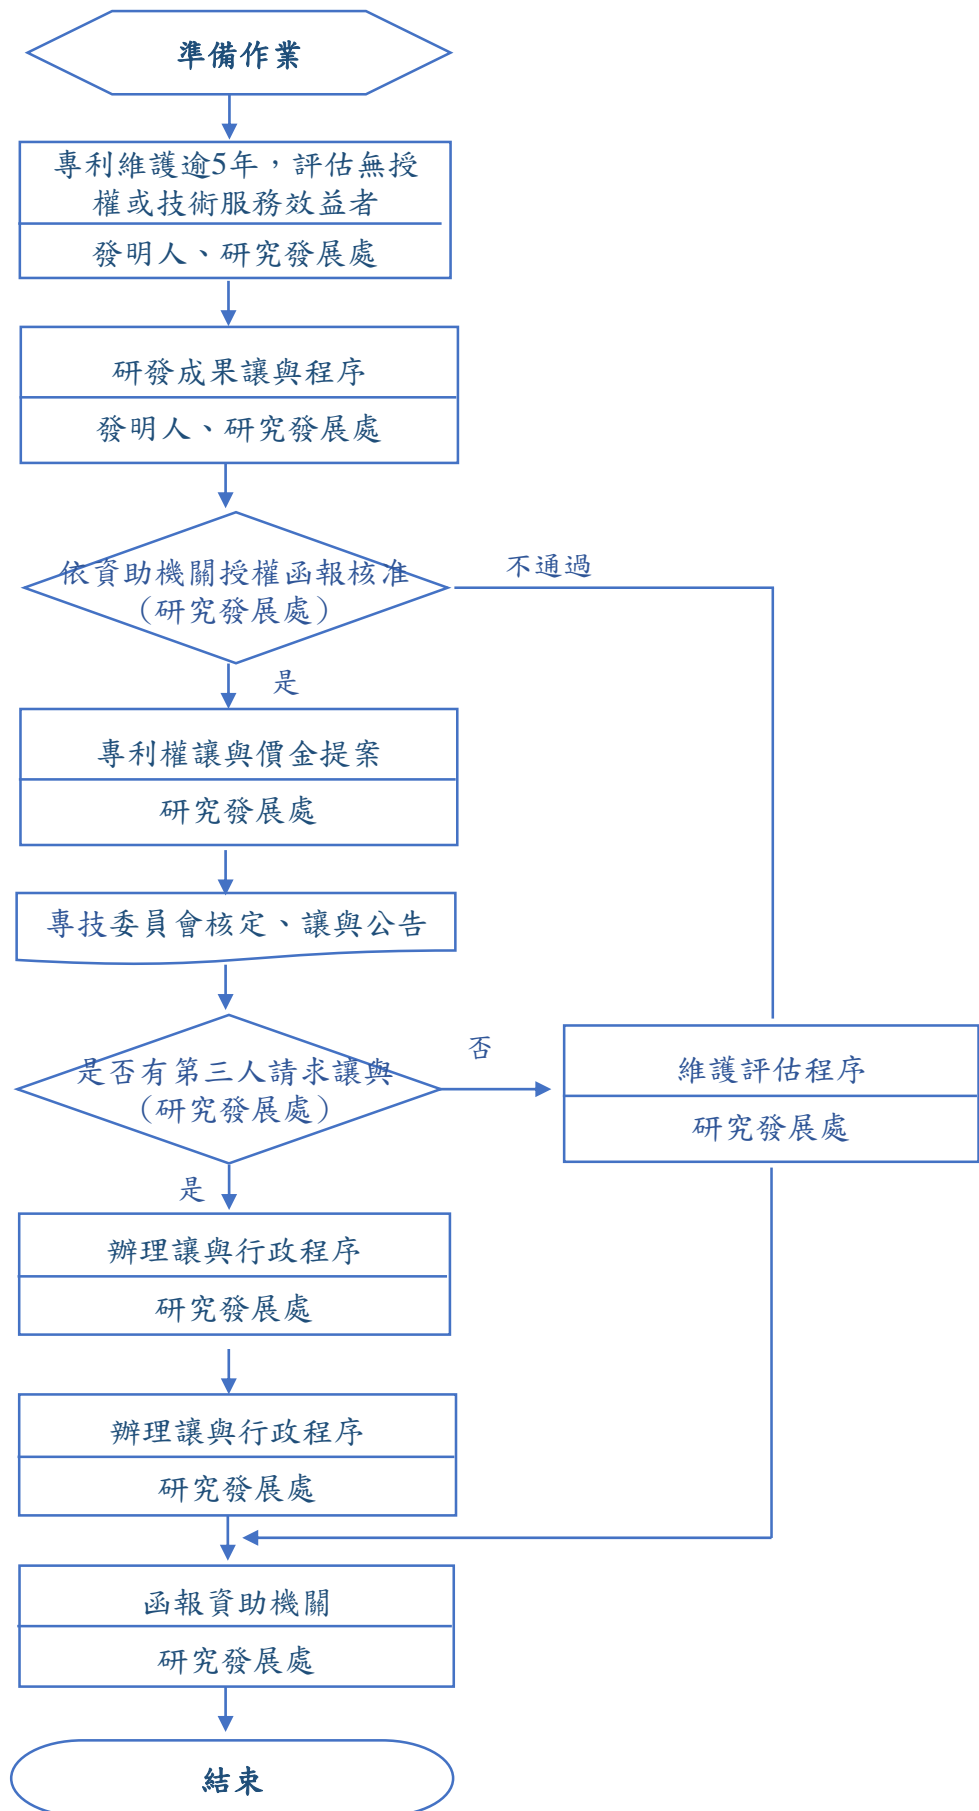 準備作業
專利維護逾5年，評估無授
權或技術服務效益者
發明人、研究發展處
研發成果讓與程序
發明人、研究發展處
依資助機關授權函報核准
（研究發展處）
不通過
是
專利權讓與價金提案
研究發展處
專技委員會核定、讓與公告
是否有第三人請求讓與
（研究發展處）
否
維護評估程序
研究發展處
是
辦理讓與行政程序
研究發展處
辦理讓與行政程序
研究發展處
函報資助機關
研究發展處
結束